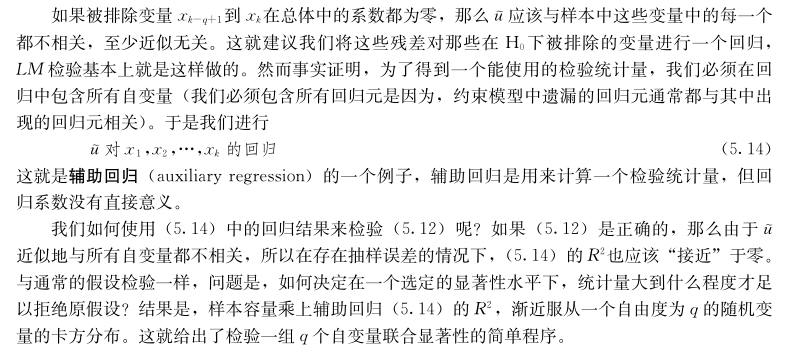 如果被排除变量 xₖ₋q₊₁到 xₖ在总体中的系数都为零，那么 ũ 应该与样本中这些变量中的每一个
都不相关，至少近似无关。这就建议我们将这些残差对那些在 H₀下被排除的变量进行一个回归，
LM 检验基本上就是这样做的。然而事实证明，为了得到一个能使用的检验统计量，我们必须在回
归中包含所有自变量（我们必须包含所有回归元是因为，约束模型中遗漏的回归元通常都与其中出
现的回归元相关）。于是我们进行
ũ 对 x₁,x₂,⋯,xₖ 的回归 (5.14)
这就是辅助回归（auxiliary regression）的一个例子，辅助回归是用来计算一个检验统计量，但回
归系数没有直接意义。
我们如何使用（5.14）中的回归结果来检验（5.12）呢？如果（5.12）是正确的，那么由于 ũ
近似地与所有自变量都不相关，所以在存在抽样误差的情况下，（5.14）的 R²也应该“接近”于零。
与通常的假设检验一样，问题是，如何决定在一个选定的显著性水平下，统计量大到什么程度才足
以拒绝原假设？结果是，样本容量乘上辅助回归（5.14）的 R²，渐近服从一个自由度为 q 的随机变
量的卡方分布。这就给出了检验一组 q 个自变量联合显著性的简单程序。